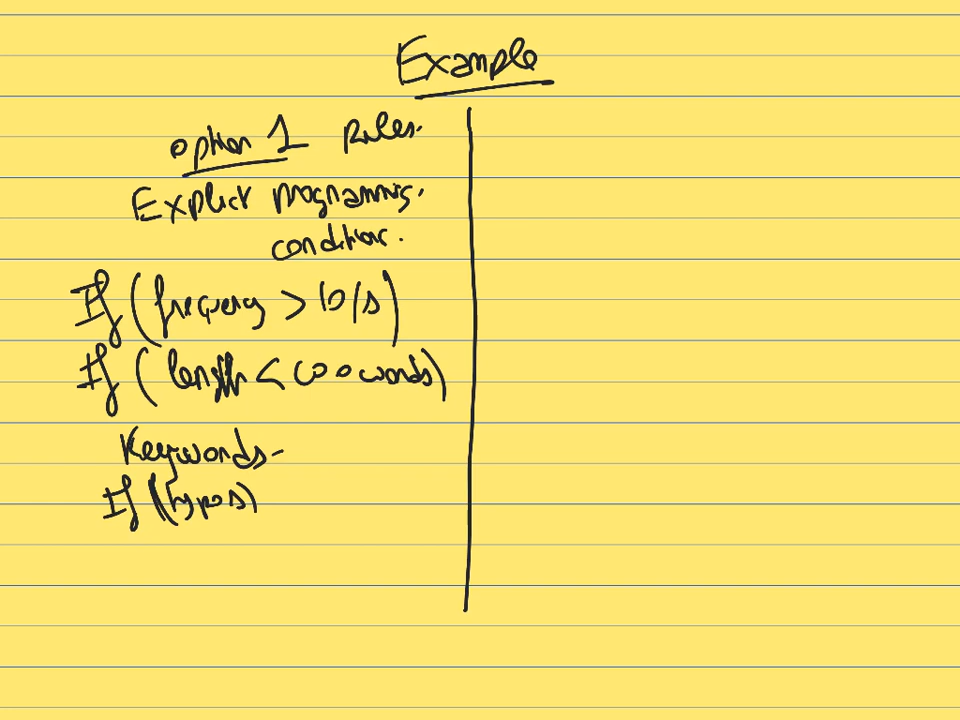 Example
option 1 Rules.
Explicit programming.
condition.
If (frequency > 10/s)
If (length < 100 words)
Keywords-
If (typos)